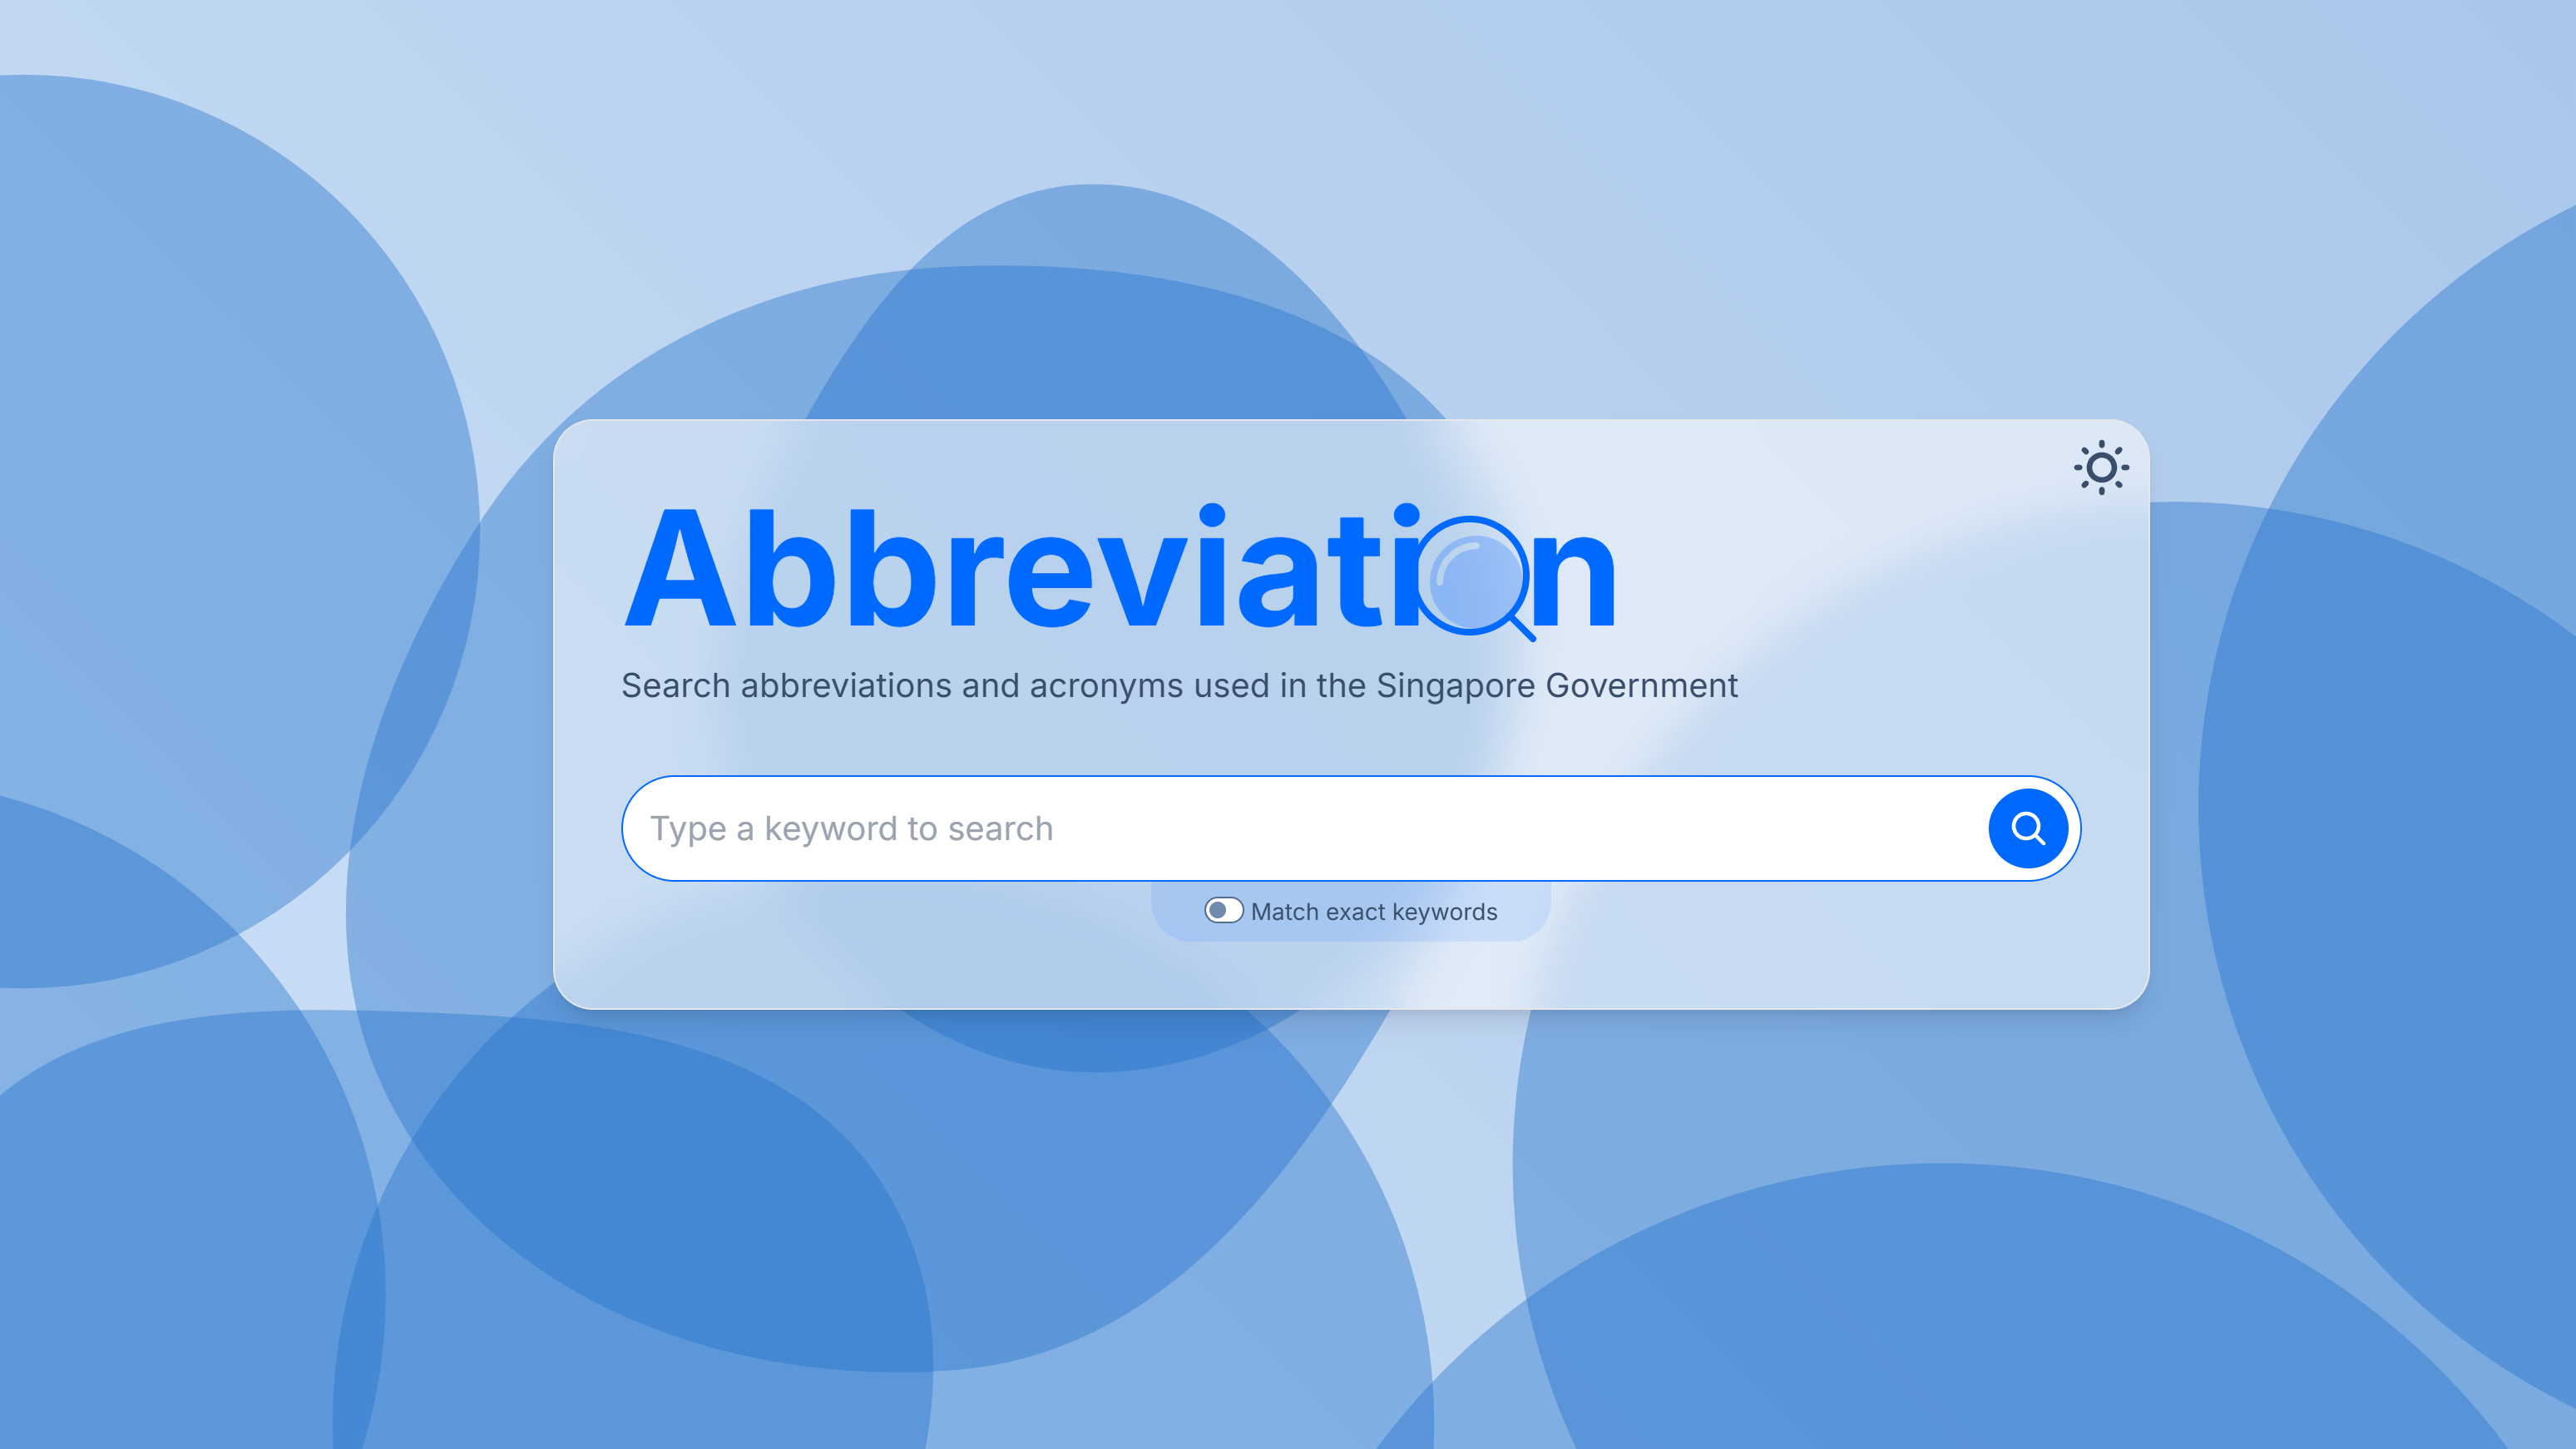 Abbreviation
Search abbreviations and acronyms used in the Singapore Government
Type a keyword to search
Match exact keywords